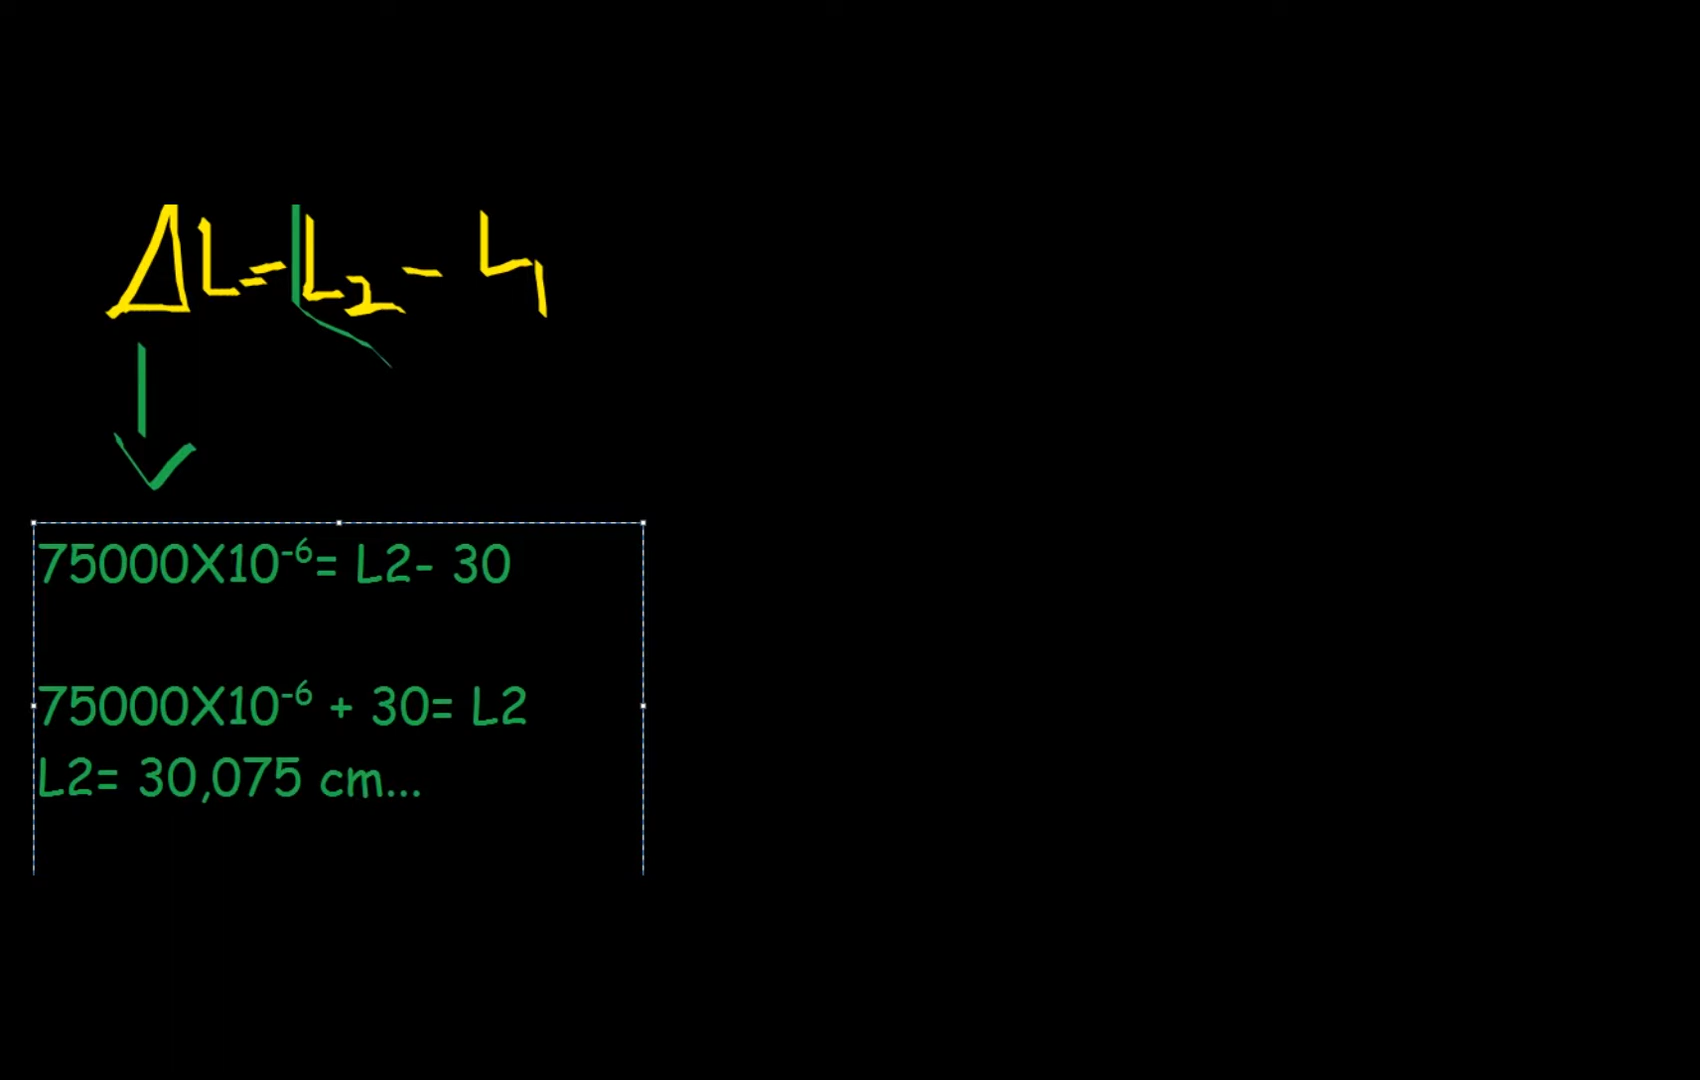 ΔL=L₂-L₁
75000X10⁻⁶= L2- 30
75000X10⁻⁶ + 30= L2
L2= 30,075 cm...